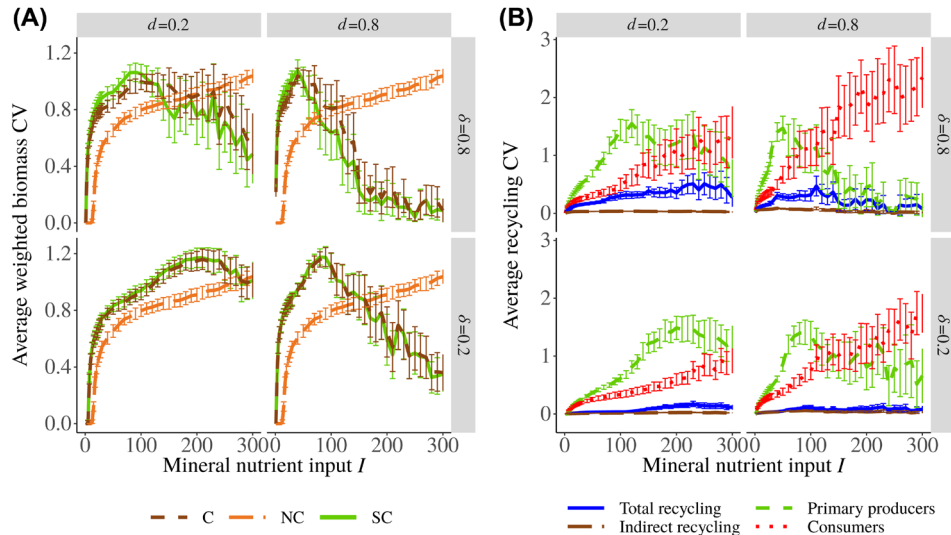 (A)
d=0.2 d=0.8
Average weighted biomass CV
1.2
0.8
0.4
0.0
δ=0.8
1.2
0.8
0.4
0.0
δ=0.2
0 100 200 300 0 100 200 300
Mineral nutrient input I
C NC SC
(B)
d=0.2 d=0.8
Average recycling CV
3
2
1
0
δ=0.8
3
2
1
0
δ=0.2
0 100 200 300 0 100 200 300
Mineral nutrient input I
Total recycling Primary producers
Indirect recycling Consumers